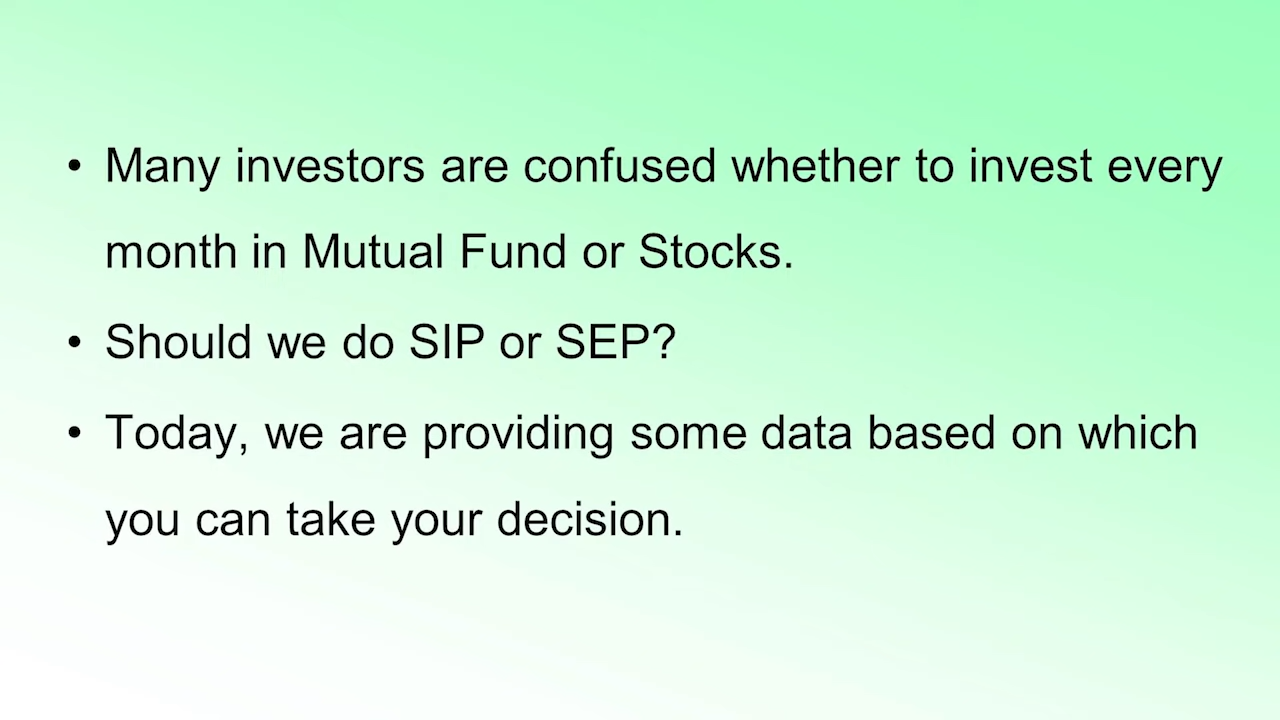 • Many investors are confused whether to invest every
month in Mutual Fund or Stocks.
• Should we do SIP or SEP?
• Today, we are providing some data based on which
you can take your decision.